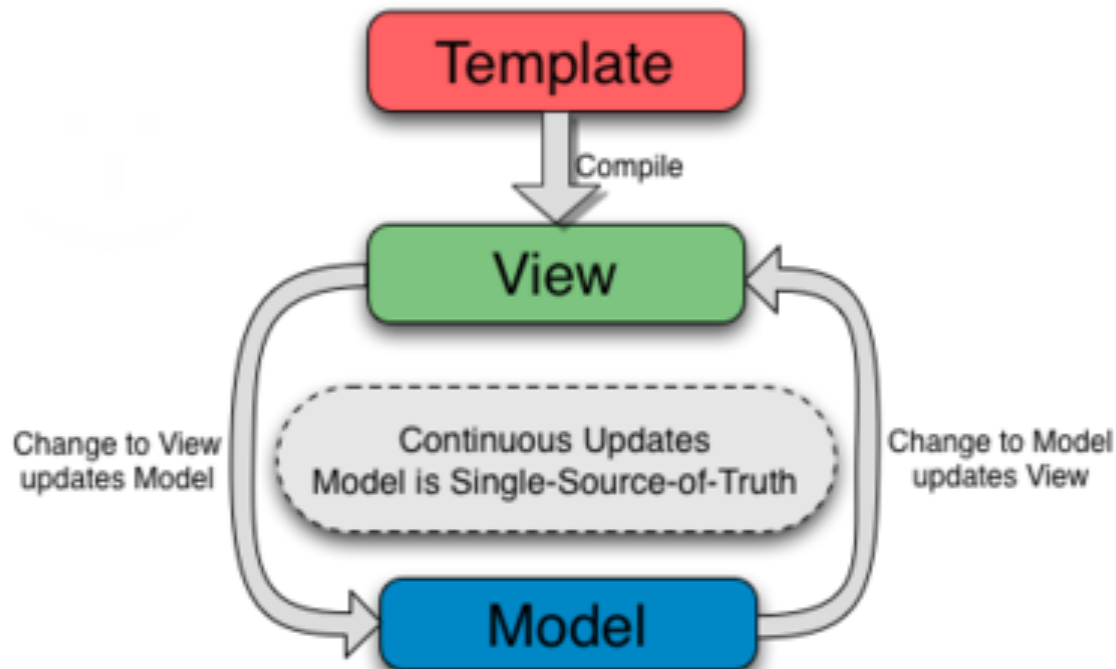 Template
Compile
View
Change to View
updates Model
Continuous Updates
Model is Single-Source-of-Truth
Change to Model
updates View
Model